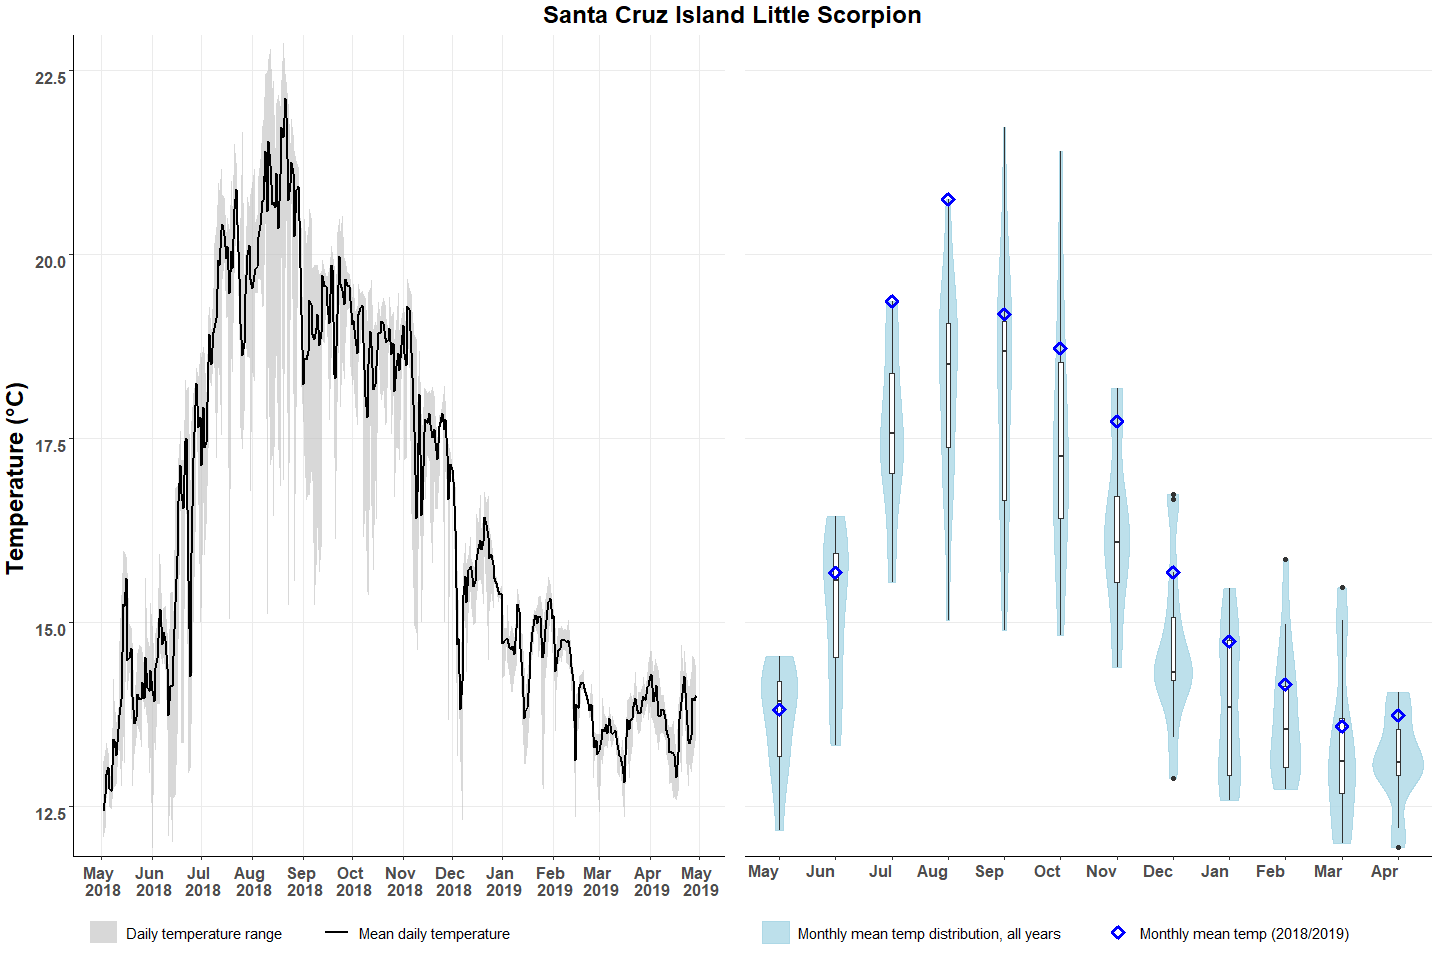 Santa Cruz Island Little Scorpion
Temperature (°C)
22.5
20.0
17.5
15.0
12.5
May Jun Jul Aug Sep Oct Nov Dec Jan Feb Mar Apr May
2018 2018 2018 2018 2018 2018 2018 2018 2019 2019 2019 2019 2019
May Jun Jul Aug Sep Oct Nov Dec Jan Feb Mar Apr
Daily temperature range Mean daily temperature
Monthly mean temp distribution, all years Monthly mean temp (2018/2019)